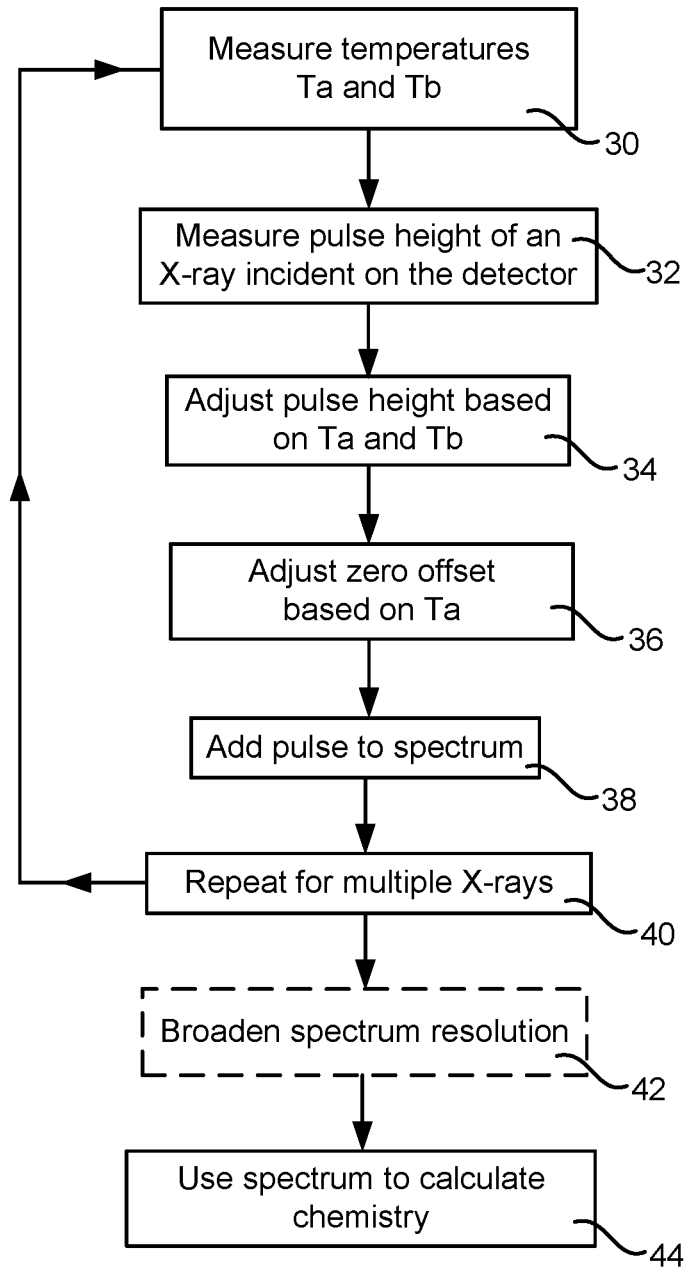 Measure temperatures
Ta and Tb
30
Measure pulse height of an
X-ray incident on the detector
32
Adjust pulse height based
on Ta and Tb
34
Adjust zero offset
based on Ta
36
Add pulse to spectrum
38
Repeat for multiple X-rays
40
Broaden spectrum resolution
42
Use spectrum to calculate
chemistry
44